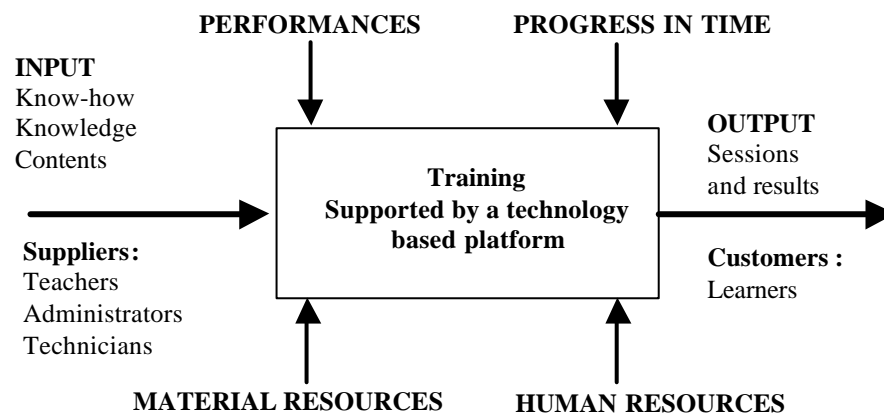 PERFORMANCES
PROGRESS IN TIME
INPUT
Know-how
Knowledge
Contents
Suppliers:
Teachers
Administrators
Technicians
Training
Supported by a technology
based platform
OUTPUT
Sessions
and results
Customers :
Learners
MATERIAL RESOURCES
HUMAN RESOURCES